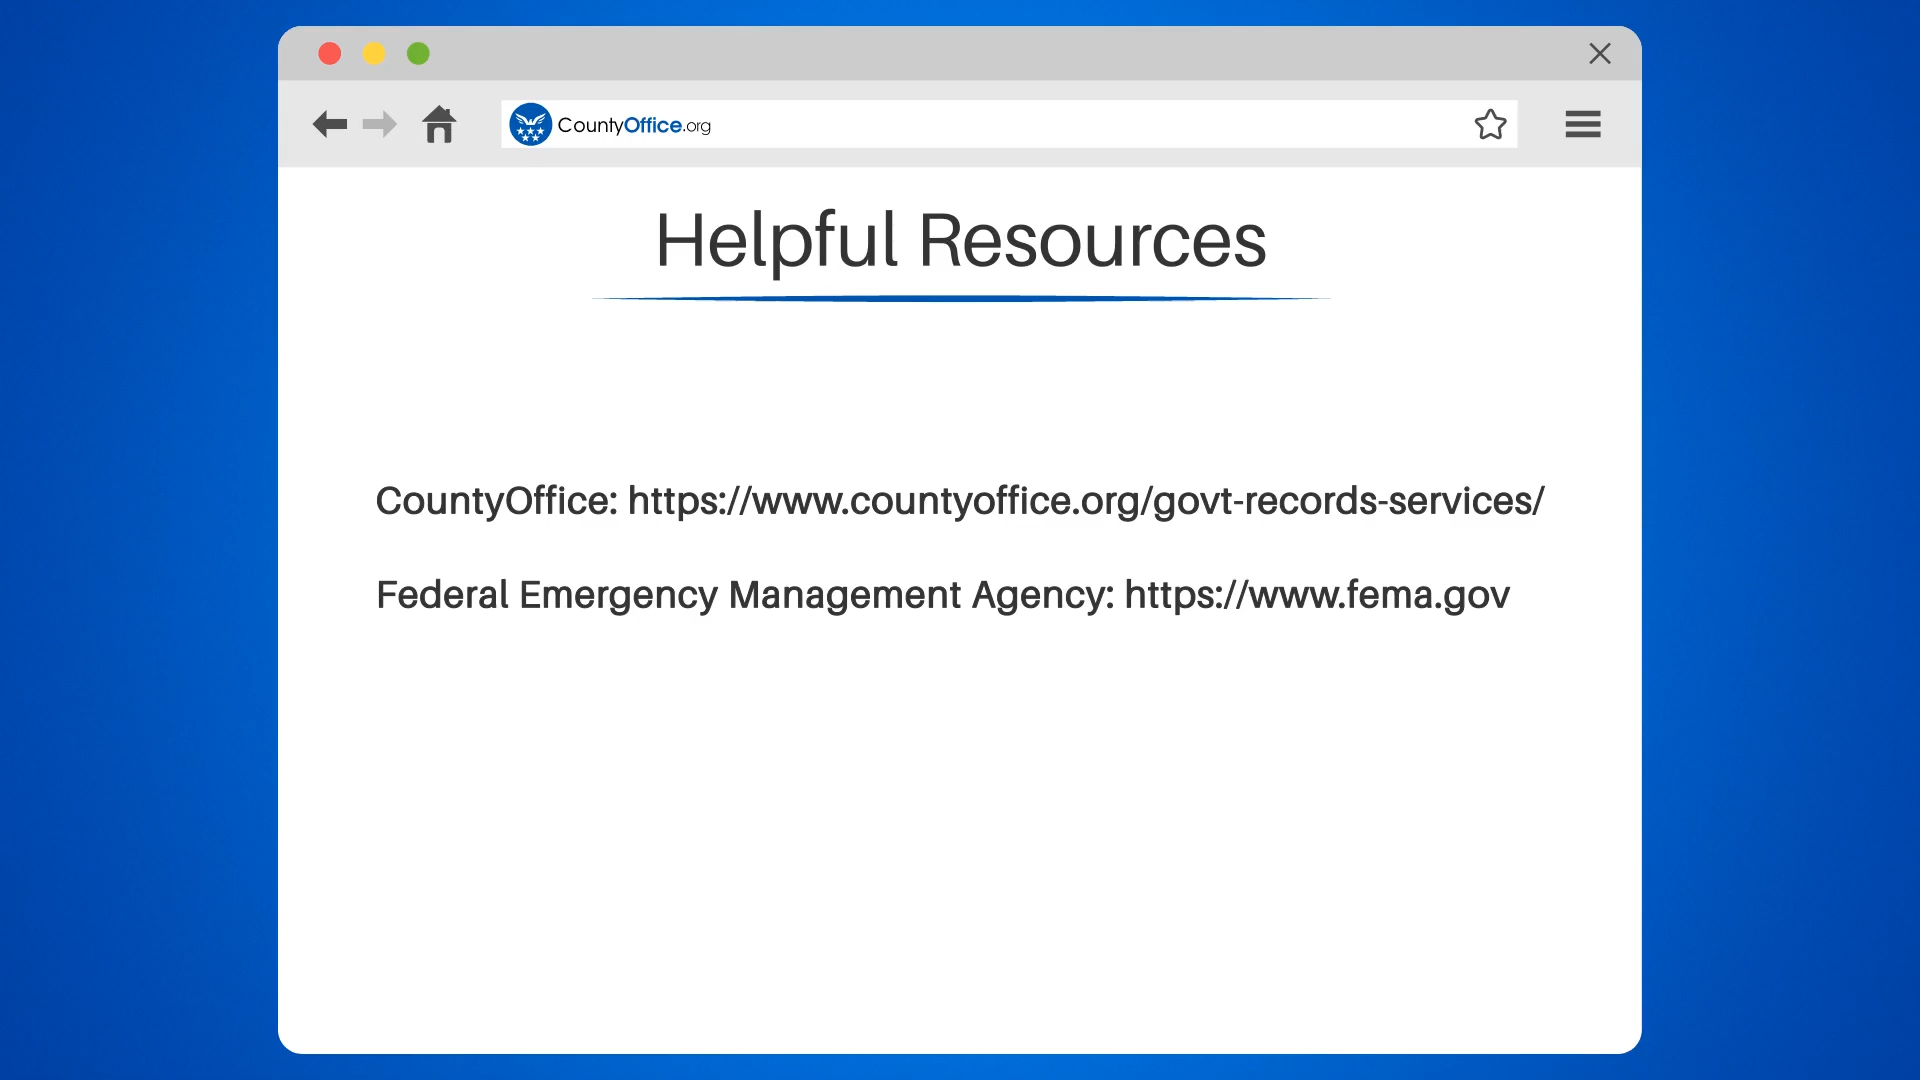 CountyOffice.org
Helpful Resources
CountyOffice: https://www.countyoffice.org/govt-records-services/
Federal Emergency Management Agency: https://www.fema.gov